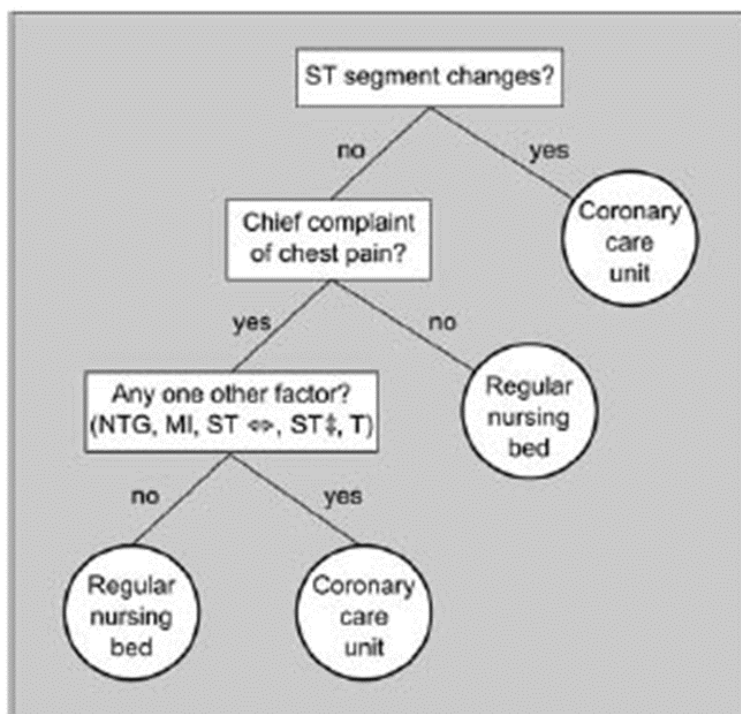 ST segment changes?
no
yes
Chief complaint
of chest pain?
Coronary
care
unit
yes
no
Any one other factor?
(NTG, MI, ST ⇔, ST⇕, T)
Regular
nursing
bed
no
yes
Regular
nursing
bed
Coronary
care
unit